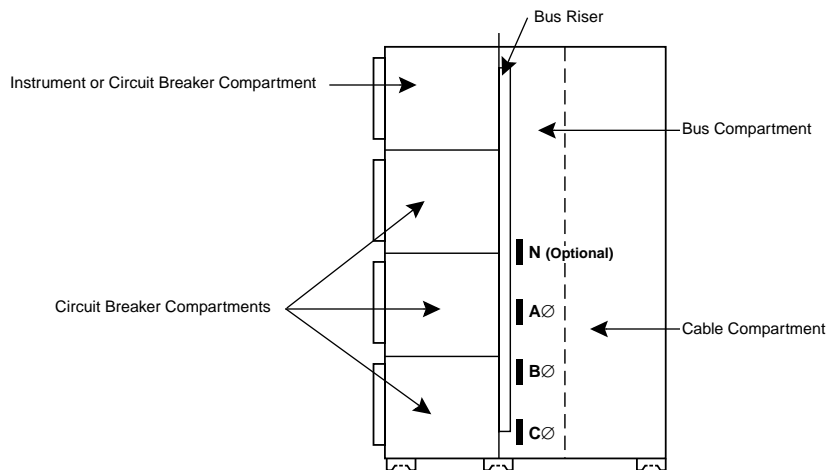 Bus Riser
Instrument or Circuit Breaker Compartment
Bus Compartment
N (Optional)
Circuit Breaker Compartments
A∅
Cable Compartment
B∅
C∅